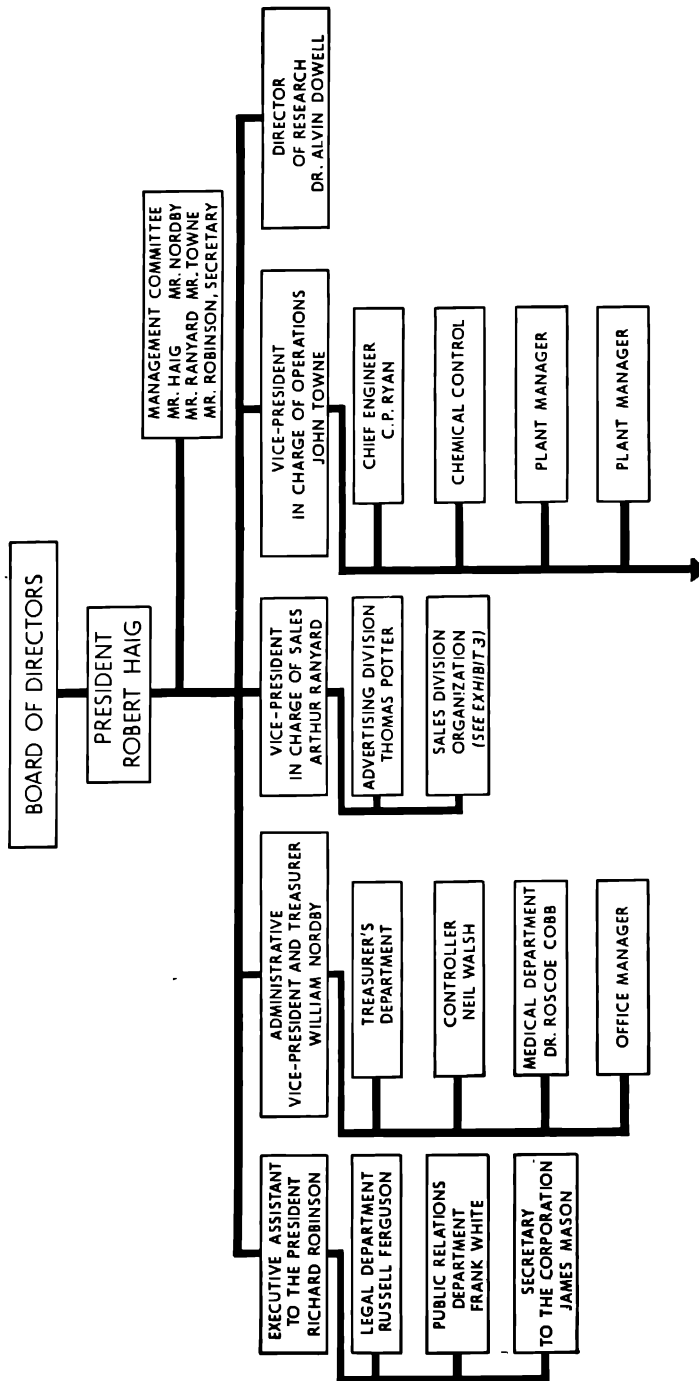 BOARD OF DIRECTORS
PRESIDENT
ROBERT HAIG
MANAGEMENT COMMITTEE
MR. HAIG MR. NORDBY
MR. RANYARD MR. TOWNE
MR. ROBINSON, SECRETARY
EXECUTIVE ASSISTANT
TO THE PRESIDENT
RICHARD ROBINSON
LEGAL DEPARTMENT
RUSSELL FERGUSON
PUBLIC RELATIONS
DEPARTMENT
FRANK WHITE
SECRETARY
TO THE CORPORATION
JAMES MASON
ADMINISTRATIVE
VICE-PRESIDENT AND TREASURER
WILLIAM NORDBY
TREASURER'S
DEPARTMENT
CONTROLLER
NEIL WALSH
MEDICAL DEPARTMENT
DR. ROSCOE COBB
OFFICE MANAGER
VICE-PRESIDENT
IN CHARGE OF SALES
ARTHUR RANYARD
ADVERTISING DIVISION
THOMAS POTTER
SALES DIVISION
ORGANIZATION
(SEE EXHIBIT 3)
VICE-PRESIDENT
IN CHARGE OF OPERATIONS
JOHN TOWNE
CHIEF ENGINEER
C. P. RYAN
CHEMICAL CONTROL
PLANT MANAGER
PLANT MANAGER
DIRECTOR
OF RESEARCH
DR. ALVIN DOWELL